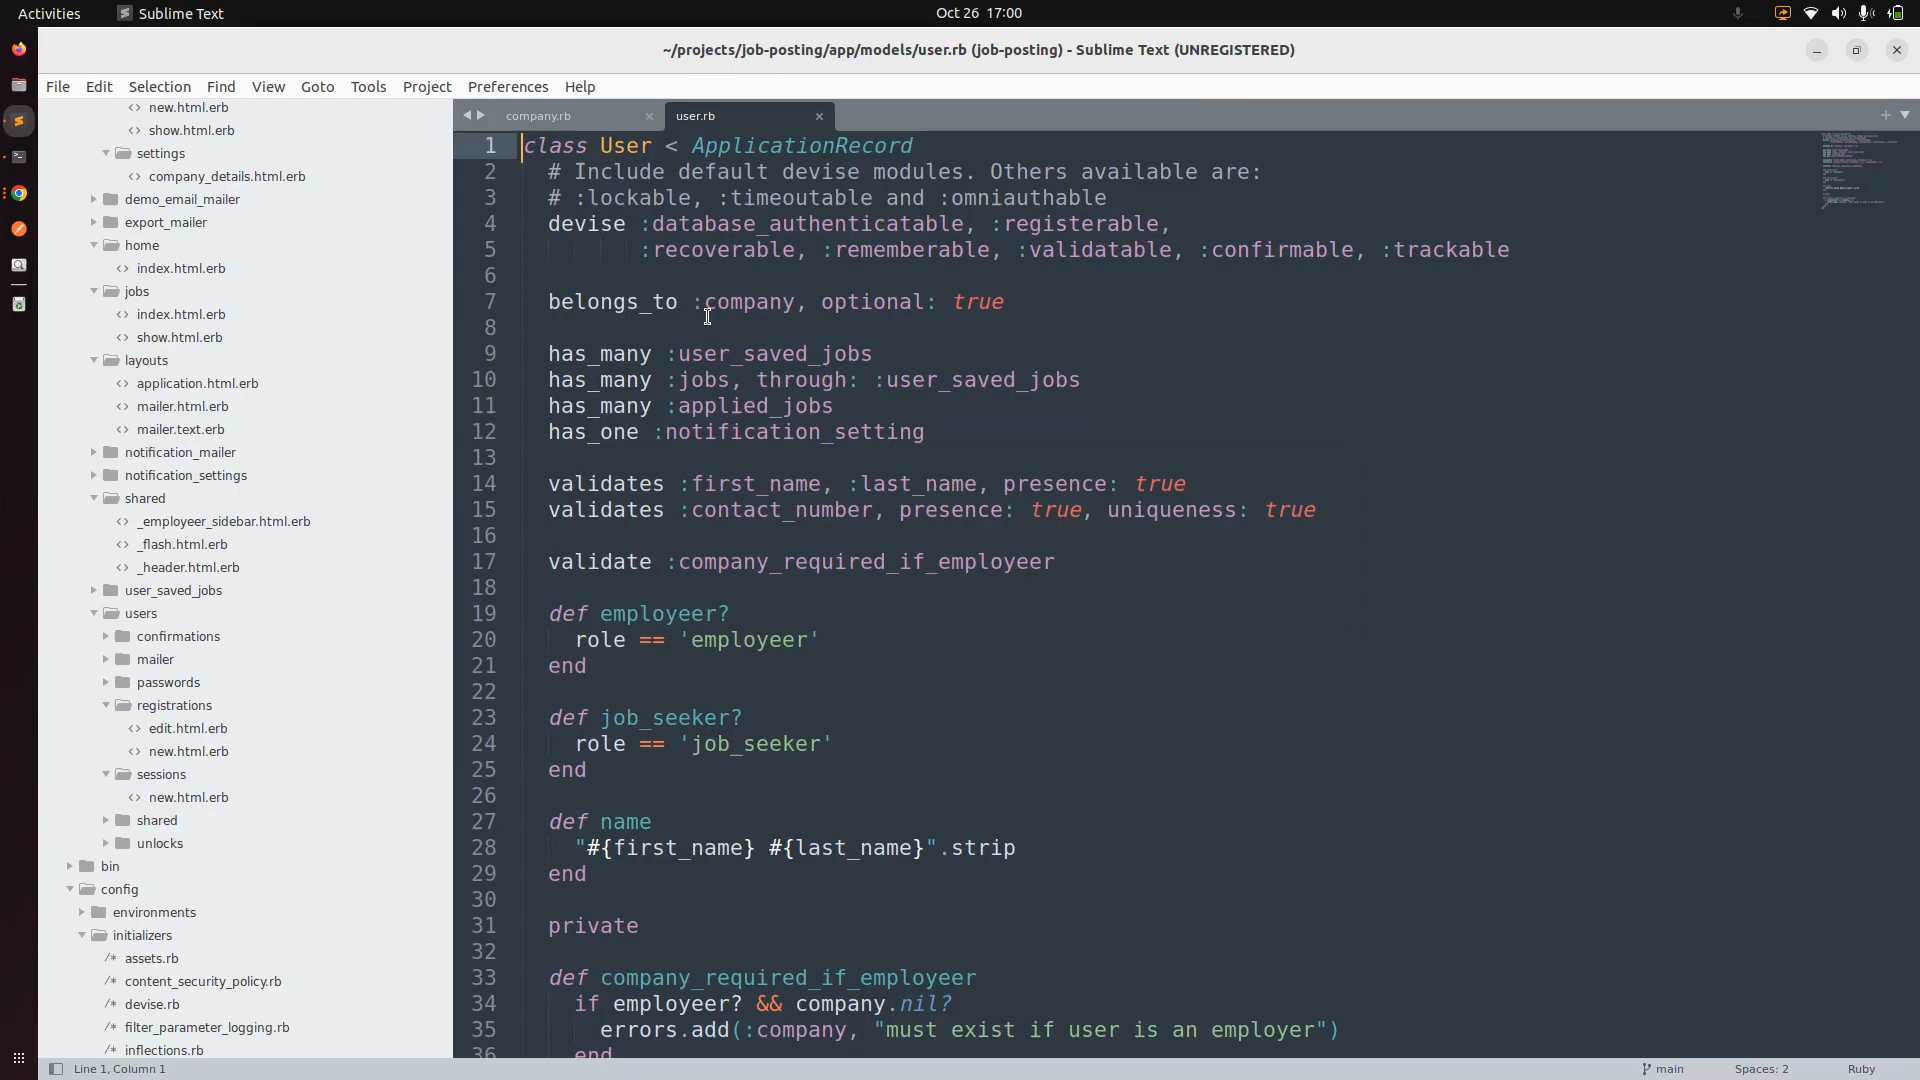 Activities
Sublime Text
Oct 26 17:00
~/projects/job-posting/app/models/user.rb (job-posting) - Sublime Text (UNREGISTERED)
File Edit Selection Find View Goto Tools Project Preferences Help
new.html.erb
show.html.erb
settings
company_details.html.erb
demo_email_mailer
export_mailer
home
index.html.erb
jobs
index.html.erb
show.html.erb
layouts
application.html.erb
mailer.html.erb
mailer.text.erb
notification_mailer
notification_settings
shared
_employeer_sidebar.html.erb
_flash.html.erb
_header.html.erb
user_saved_jobs
users
confirmations
mailer
passwords
registrations
edit.html.erb
new.html.erb
sessions
new.html.erb
shared
unlocks
bin
config
environments
initializers
/* assets.rb
/* content_security_policy.rb
/* devise.rb
/* filter_parameter_logging.rb
/* inflections.rb
company.rb
user.rb
1 class User < ApplicationRecord
2 # Include default devise modules. Others available are:
3 # :lockable, :timeoutable and :omniauthable
4 devise :database_authenticatable, :registerable,
5 :recoverable, :rememberable, :validatable, :confirmable, :trackable
6
7 belongs_to :company, optional: true
8
9 has_many :user_saved_jobs
10 has_many :jobs, through: :user_saved_jobs
11 has_many :applied_jobs
12 has_one :notification_setting
13
14 validates :first_name, :last_name, presence: true
15 validates :contact_number, presence: true, uniqueness: true
16
17 validate :company_required_if_employeer
18
19 def employeer?
20 role == 'employeer'
21 end
22
23 def job_seeker?
24 role == 'job_seeker'
25 end
26
27 def name
28 "#{first_name} #{last_name}".strip
29 end
30
31 private
32
33 def company_required_if_employeer
34 if employeer? && company.nil?
35 errors.add(:company, "must exist if user is an employer")
36 end
Line 1, Column 1
main
Spaces: 2
Ruby